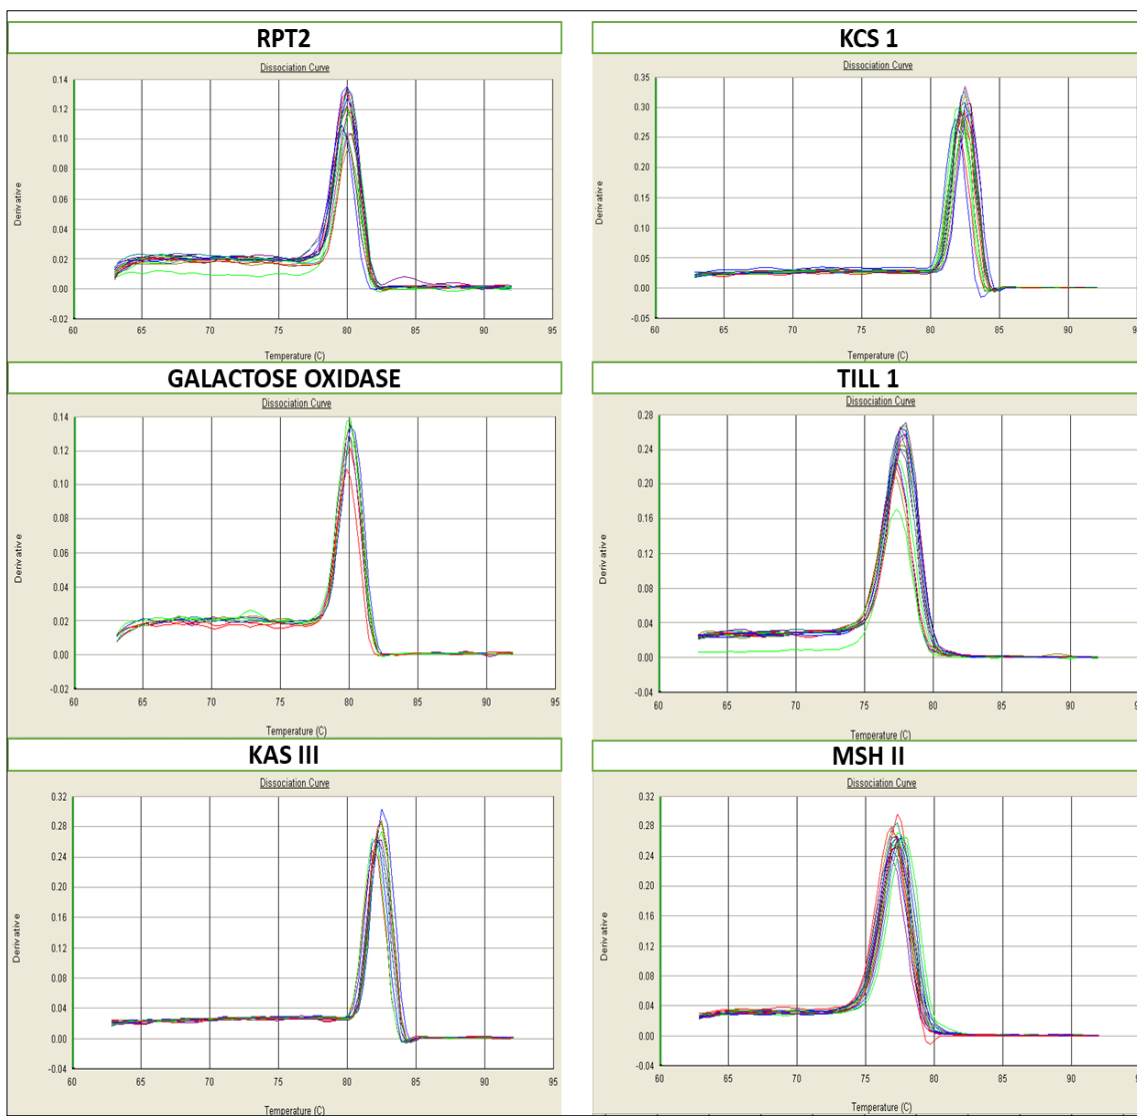 RPT2
Dissociation Curve
0.14
0.12
0.10
0.08
0.06
0.04
0.02
0.00
-0.02
Derivative
60 65 70 75 80 85 90 95
Temperature (C)
KCS 1
Dissociation Curve
0.35
0.30
0.25
0.20
0.15
0.10
0.05
0.00
-0.05
Derivative
60 65 70 75 80 85 90 95
Temperature (C)
GALACTOSE OXIDASE
Dissociation Curve
0.14
0.12
0.10
0.08
0.06
0.04
0.02
0.00
-0.02
Derivative
60 65 70 75 80 85 90 95
Temperature (C)
TILL 1
Dissociation Curve
0.28
0.24
0.20
0.16
0.12
0.08
0.04
0.00
-0.04
Derivative
60 65 70 75 80 85 90 95
Temperature (C)
KAS III
Dissociation Curve
0.32
0.28
0.24
0.20
0.16
0.12
0.08
0.04
0.00
-0.04
Derivative
60 65 70 75 80 85 90 95
Temperature (C)
MSH II
Dissociation Curve
0.32
0.28
0.24
0.20
0.16
0.12
0.08
0.04
0.00
-0.04
Derivative
60 65 70 75 80 85 90 95
Temperature (C)